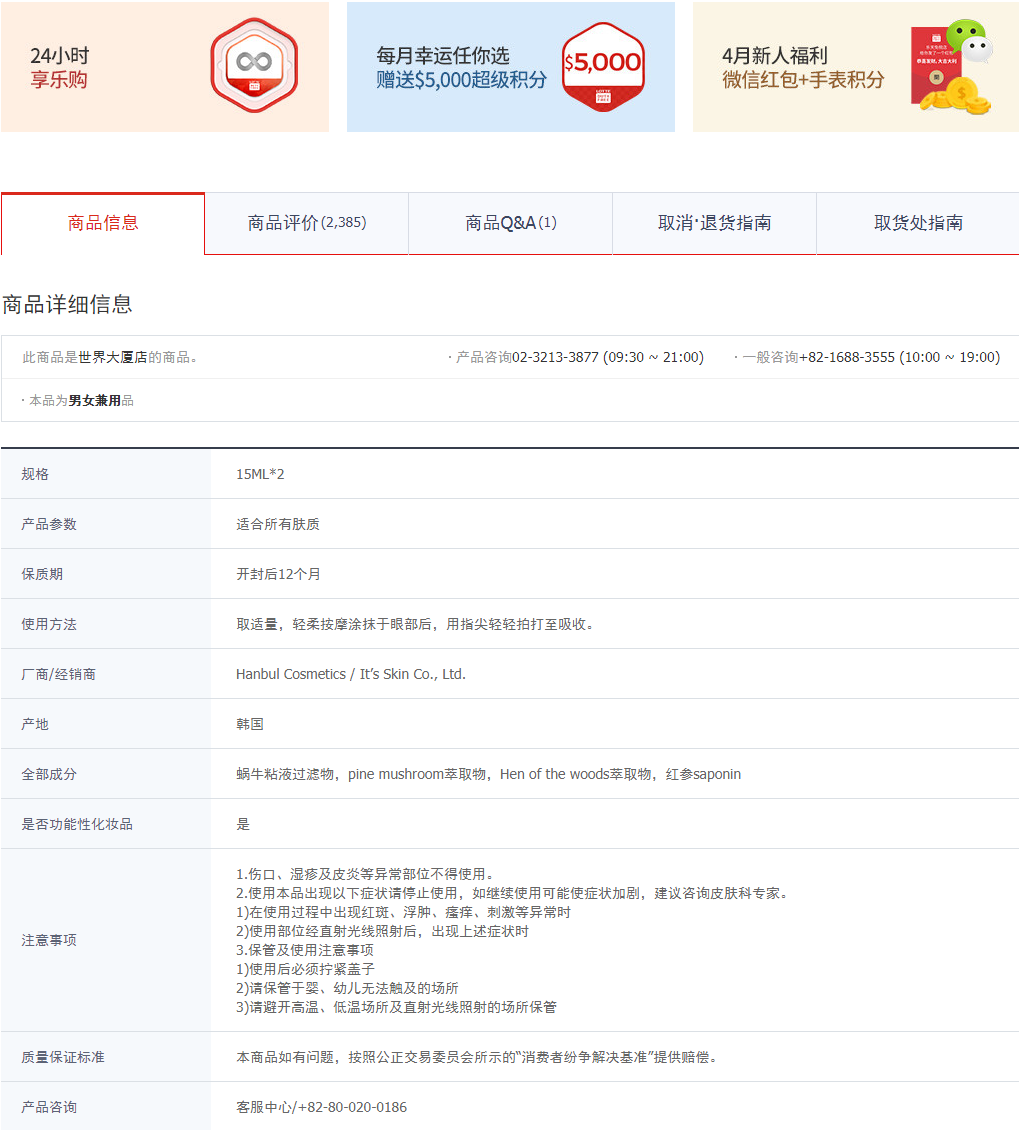 24小时
享乐购
每月幸运任你选
赠送$5,000超级积分
$5,000
LOTTE
DUTY FREE
4月新人福利
微信红包+手表积分
恭喜发财，大吉大利
商品信息
商品评价(2,385)
商品Q&A(1)
取消·退货指南
取货处指南
商品详细信息
此商品是世界大厦店的商品。
· 产品咨询02-3213-3877 (09:30 ~ 21:00)
· 一般咨询+82-1688-3555 (10:00 ~ 19:00)
· 本品为男女兼用品
规格
15ML*2
产品参数
适合所有肤质
保质期
开封后12个月
使用方法
取适量，轻柔按摩涂抹于眼部后，用指尖轻轻拍打至吸收。
厂商/经销商
Hanbul Cosmetics / It’s Skin Co., Ltd.
产地
韩国
全部成分
蜗牛粘液过滤物，pine mushroom萃取物，Hen of the woods萃取物，红参saponin
是否功能性化妆品
是
注意事项
1.伤口、湿疹及皮炎等异常部位不得使用。
2.使用本品出现以下症状请停止使用，如继续使用可能使症状加剧，建议咨询皮肤科专家。
1)在使用过程中出现红斑、浮肿、瘙痒、刺激等异常时
2)使用部位经直射光线照射后，出现上述症状时
3.保管及使用注意事项
1)使用后必须拧紧盖子
2)请保管于婴、幼儿无法触及的场所
3)请避开高温、低温场所及直射光线照射的场所保管
质量保证标准
本商品如有问题，按照公正交易委员会所示的“消费者纷争解决基准”提供赔偿。
产品咨询
客服中心/+82-80-020-0186